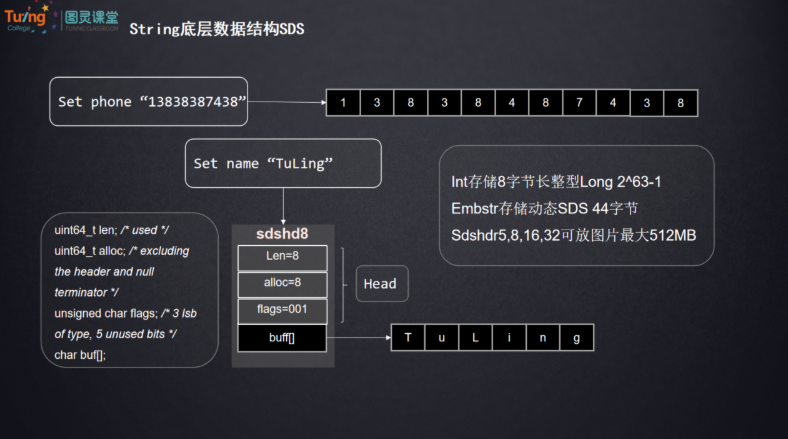 Tuling
College
图灵课堂
TURING CLASSROOM
String底层数据结构SDS
Set phone “13838387438”
1 3 8 3 8 4 8 7 4 3 8
Set name “TuLing”
Int存储8字节长整型Long 2^63-1
Embstr存储动态SDS 44字节
Sdshdr5,8,16,32可放图片最大512MB
uint64_t len; /* used */
uint64_t alloc; /* excluding
the header and null
terminator */
unsigned char flags; /* 3 lsb
of type, 5 unused bits */
char buf[];
sdshd8
Len=8
alloc=8
flags=001
buff[]
Head
T u L i n g